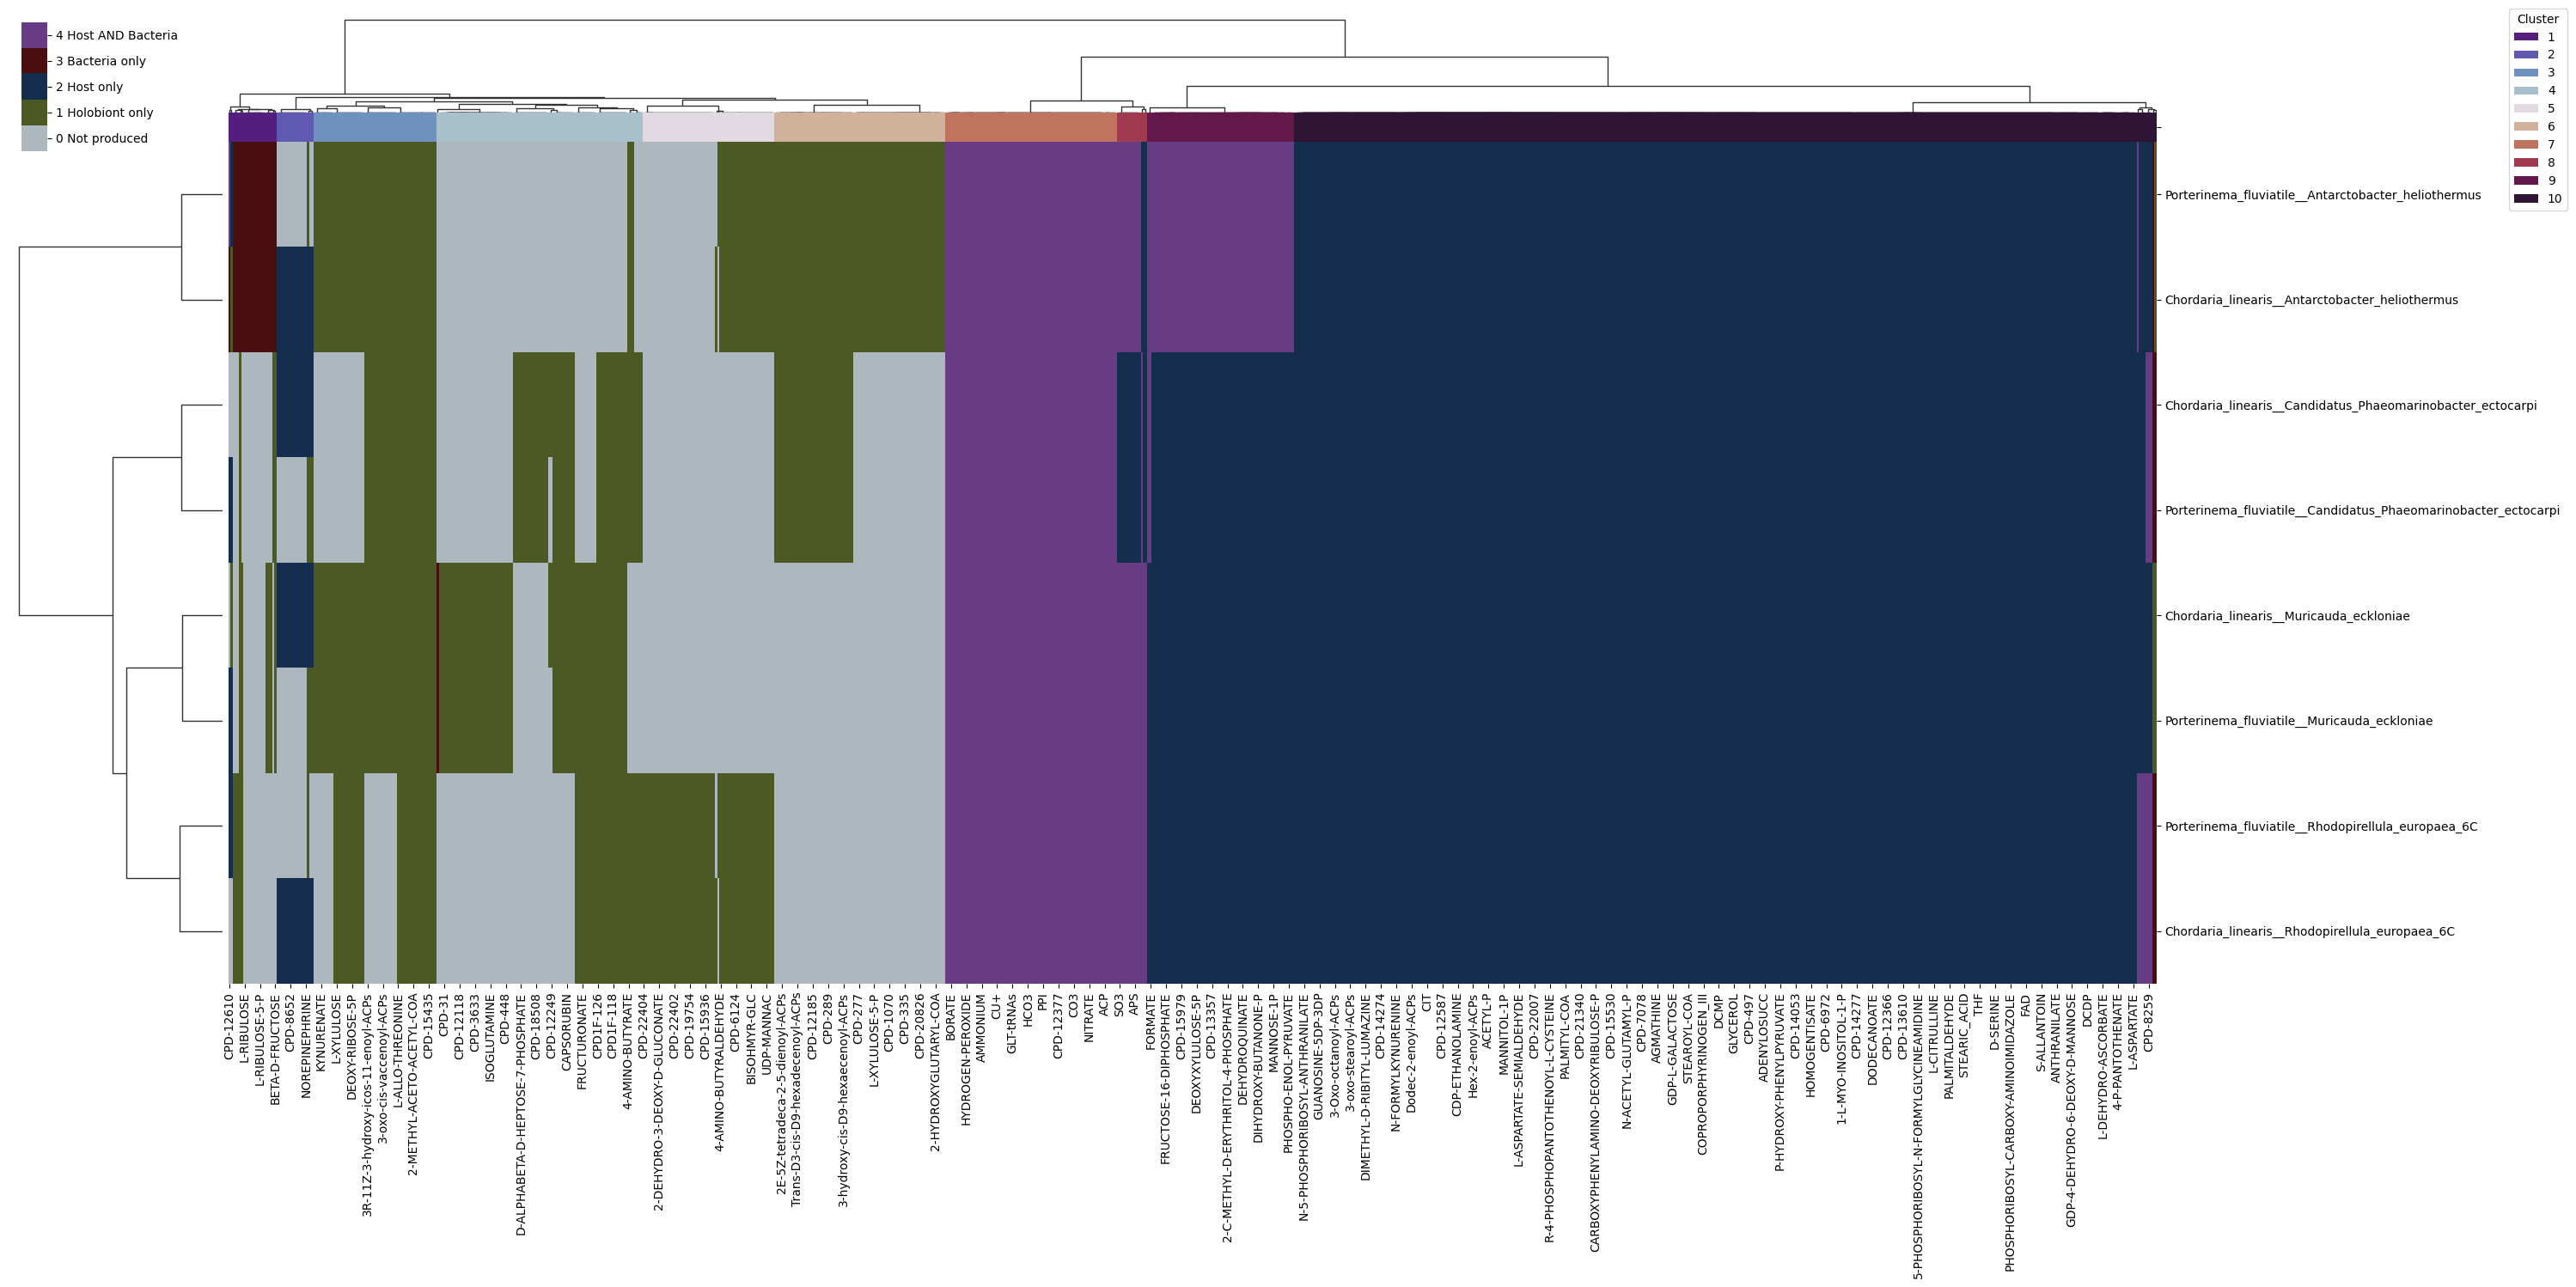 4 Host AND Bacteria
3 Bacteria only
2 Host only
1 Holobiont only
0 Not produced
Cluster
1
2
3
4
5
6
7
8
9
10
Porterinema_fluviatile__Antarctobacter_heliothermus
Chordaria_linearis__Antarctobacter_heliothermus
Chordaria_linearis__Candidatus_Phaeomarinobacter_ectocarpi
Porterinema_fluviatile__Candidatus_Phaeomarinobacter_ectocarpi
Chordaria_linearis__Muricauda_eckloniae
Porterinema_fluviatile__Muricauda_eckloniae
Porterinema_fluviatile__Rhodopirellula_europaea_6C
Chordaria_linearis__Rhodopirellula_europaea_6C
CPD-12610
L-RIBULOSE
L-RIBULOSE-5-P
BETA-D-FRUCTOSE
CPD-8652
NOREPINEPHRINE
KYNURENATE
L-XYLULOSE
DEOXY-RIBOSE-5P
3R-11Z-3-hydroxy-icos-11-enoyl-ACPs
3-oxo-cis-vaccenoyl-ACPs
L-ALLO-THREONINE
2-METHYL-ACETO-ACETYL-COA
CPD-15435
CPD-31
CPD-12118
CPD-3633
ISOGLUTAMINE
CPD-448
D-ALPHABETA-D-HEPTOSE-7-PHOSPHATE
CPD-18508
CPD-12249
CAPSORUBIN
FRUCTURONATE
CPD1F-126
CPD1F-118
4-AMINO-BUTYRATE
CPD-22404
2-DEHYDRO-3-DEOXY-D-GLUCONATE
CPD-22402
CPD-19754
CPD-15936
4-AMINO-BUTYRALDEHYDE
CPD-6124
BISOHMYR-GLC
UDP-MANNAC
2E-5Z-tetradeca-2-5-dienoyl-ACPs
Trans-D3-cis-D9-hexadecenoyl-ACPs
CPD-12185
CPD-289
3-hydroxy-cis-D9-hexaecenoyl-ACPs
CPD-277
L-XYLULOSE-5-P
CPD-1070
CPD-335
CPD-20826
2-HYDROXYGLUTARYL-COA
BORATE
HYDROGEN-PEROXIDE
AMMONIUM
CU+
GLT-tRNAs
HCO3
PPI
CPD-12377
CO3
NITRATE
ACP
SO3
APS
FORMATE
FRUCTOSE-16-DIPHOSPHATE
CPD-15979
DEOXYXYLULOSE-5P
CPD-13357
2-C-METHYL-D-ERYTHRITOL-4-PHOSPHATE
DEHYDROQUINATE
DIHYDROXY-BUTANONE-P
MANNOSE-1P
PHOSPHO-ENOL-PYRUVATE
N-5-PHOSPHORIBOSYL-ANTHRANILATE
GUANOSINE-5DP-3DP
3-Oxo-octanoyl-ACPs
3-oxo-stearoyl-ACPs
DIMETHYL-D-RIBITYL-LUMAZINE
CPD-14274
N-FORMYLKYNURENINE
Dodec-2-enoyl-ACPs
CIT
CPD-12587
CDP-ETHANOLAMINE
Hex-2-enoyl-ACPs
ACETYL-P
MANNITOL-1P
L-ASPARTATE-SEMIALDEHYDE
CPD-22007
R-4-PHOSPHOPANTOTHENOYL-L-CYSTEINE
PALMITYL-COA
CPD-21340
CARBOXYPHENYLAMINO-DEOXYRIBULOSE-P
CPD-15530
N-ACETYL-GLUTAMYL-P
CPD-7078
AGMATHINE
GDP-L-GALACTOSE
STEAROYL-COA
COPROPORPHYRINOGEN_III
DCMP
GLYCEROL
CPD-497
ADENYLOSUCC
P-HYDROXY-PHENYLPYRUVATE
CPD-14053
HOMOGENTISATE
CPD-6972
1-L-MYO-INOSITOL-1-P
CPD-14277
DODECANOATE
CPD-12366
CPD-13610
5-PHOSPHORIBOSYL-N-FORMYLGLYCINEAMIDINE
L-CITRULLINE
PALMITALDEHYDE
STEARIC_ACID
THF
D-SERINE
PHOSPHORIBOSYL-CARBOXY-AMINOIMIDAZOLE
FAD
S-ALLANTOIN
ANTHRANILATE
GDP-4-DEHYDRO-6-DEOXY-D-MANNOSE
DCDP
L-DEHYDRO-ASCORBATE
4-P-PANTOTHENATE
L-ASPARTATE
CPD-8259